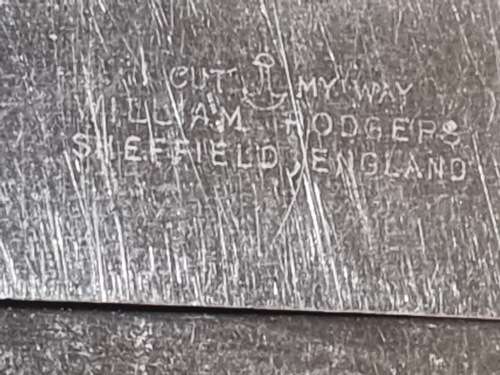 I CUT MY WAY
WILLIAM RODGERS
SHEFFIELD, ENGLAND